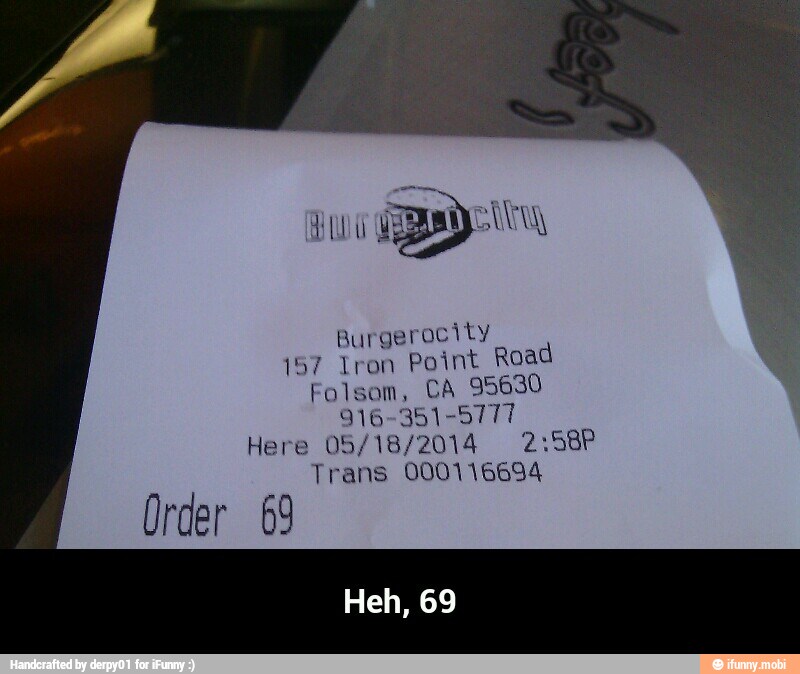 Burgerocity
Burgerocity
157 Iron Point Road
Folsom, CA 95630
916-351-5777
Here 05/18/2014 2:58P
Trans 000116694
Order 69
Heh, 69
Handcrafted by derpy01 for iFunny :)
ifunny.mobi